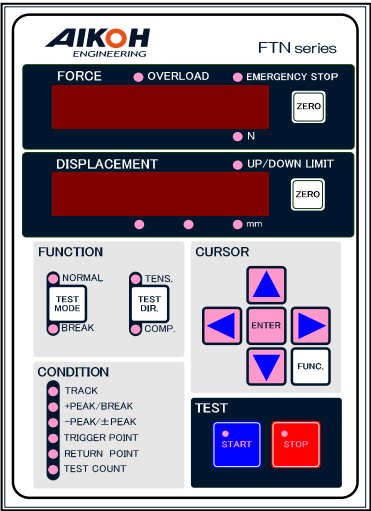 AIKOH
ENGINEERING
FTN series
FORCE
OVERLOAD
EMERGENCY STOP
ZERO
N
DISPLACEMENT
UP/DOWN LIMIT
ZERO
mm
FUNCTION
NORMAL
TEST
MODE
BREAK
TENS.
TEST
DIR.
COMP.
CURSOR
ENTER
FUNC.
CONDITION
TRACK
+PEAK/BREAK
-PEAK/±PEAK
TRIGGER POINT
RETURN POINT
TEST COUNT
TEST
START
STOP